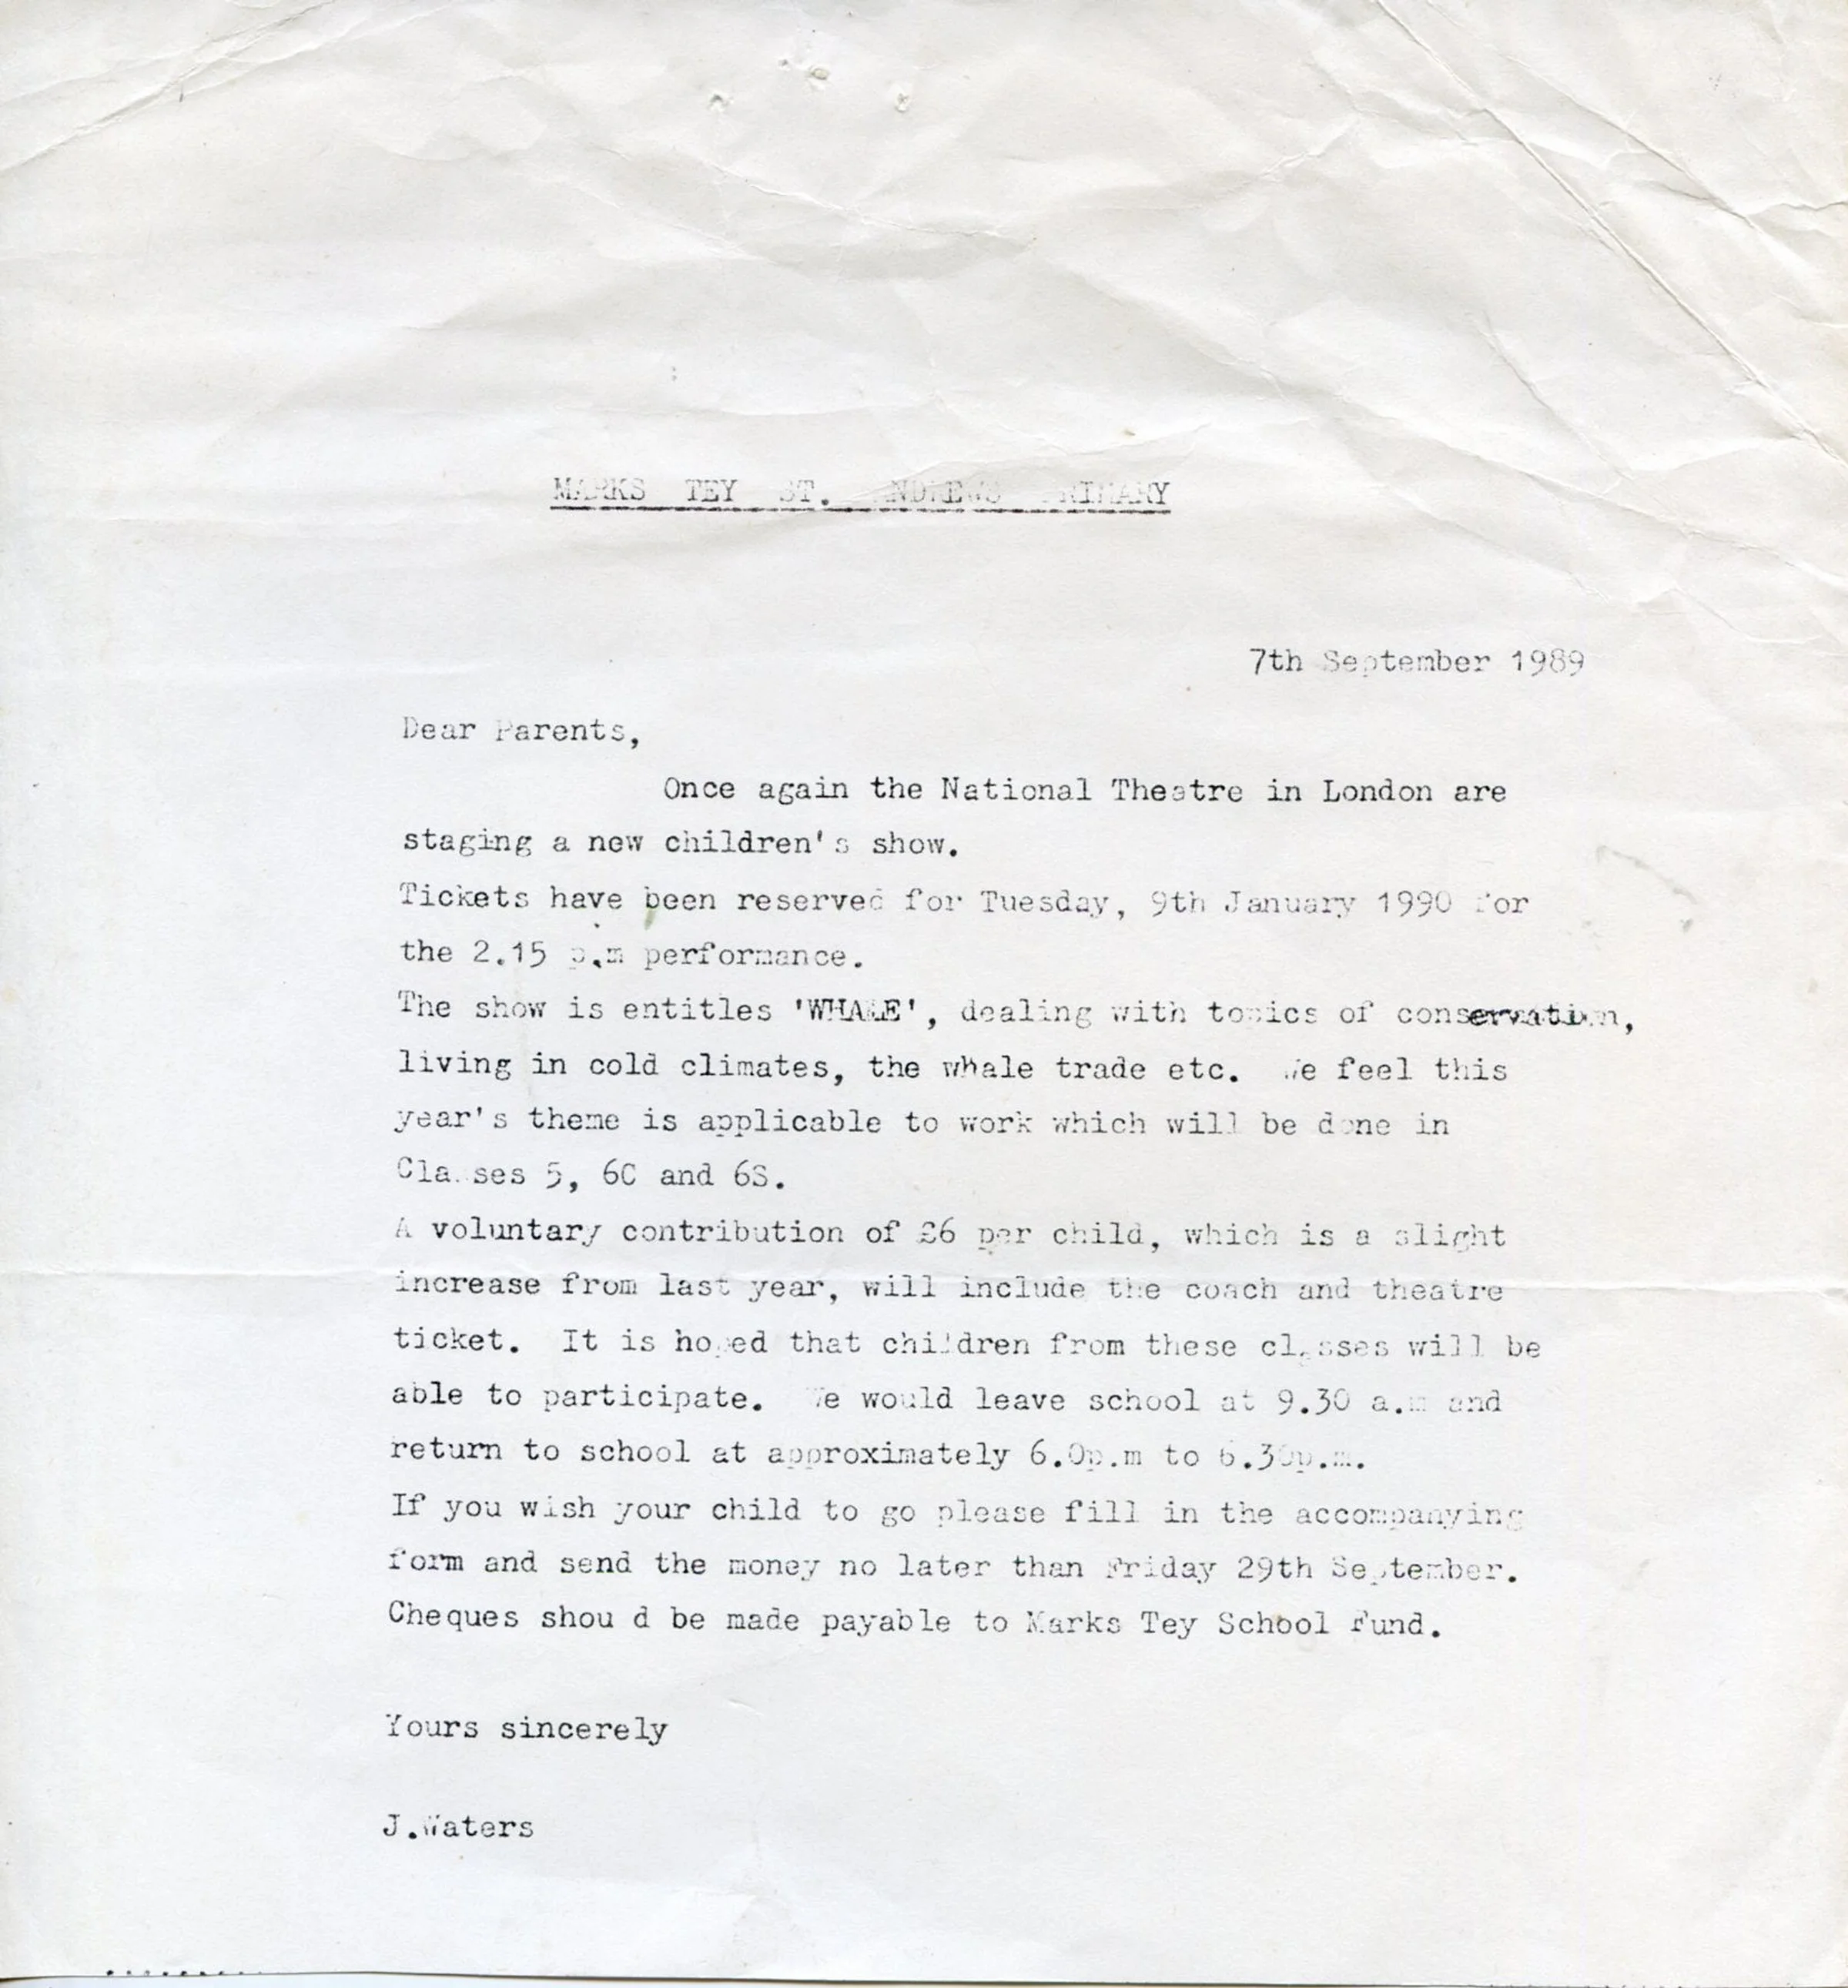 MARKS TEY ST. ANDREWS PRIMARY
7th September 1989
Dear Parents,
Once again the National Theatre in London are
staging a new children's show.
Tickets have been reserved for Tuesday, 9th January 1990 for
the 2.15 p.m performance.
The show is entitles 'WHALE', dealing with topics of conservation,
living in cold climates, the whale trade etc. We feel this
year's theme is applicable to work which will be done in
Classes 5, 6C and 6S.
A voluntary contribution of £6 per child, which is a slight
increase from last year, will include the coach and theatre
ticket. It is hoped that children from these classes will be
able to participate. We would leave school at 9.30 a.m and
return to school at approximately 6.0p.m to 6.30p.m.
If you wish your child to go please fill in the accompanying
form and send the money no later than Friday 29th September.
Cheques shou d be made payable to Marks Tey School Fund.
Yours sincerely
J.Waters